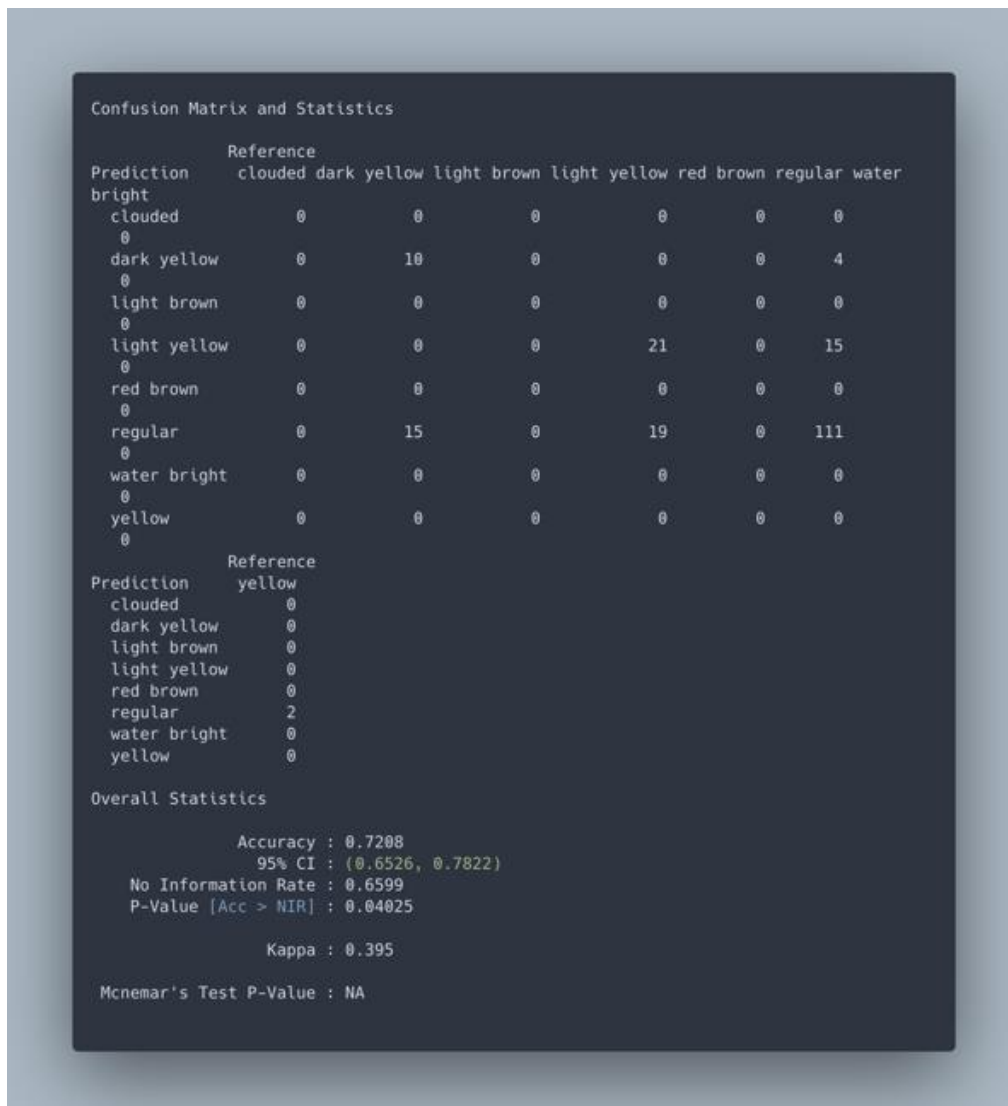 Confusion Matrix and Statistics
Reference
Prediction clouded dark yellow light brown light yellow red brown regular water
bright
clouded 0 0 0 0 0 0
0
dark yellow 0 10 0 0 0 4
0
light brown 0 0 0 0 0 0
0
light yellow 0 0 0 21 0 15
0
red brown 0 0 0 0 0 0
0
regular 0 15 0 19 0 111
0
water bright 0 0 0 0 0 0
0
yellow 0 0 0 0 0 0
0
Reference
Prediction yellow
clouded 0
dark yellow 0
light brown 0
light yellow 0
red brown 0
regular 2
water bright 0
yellow 0
Overall Statistics
Accuracy : 0.7208
95% CI : (0.6526, 0.7822)
No Information Rate : 0.6599
P-Value [Acc > NIR] : 0.04025
Kappa : 0.395
Mcnemar's Test P-Value : NA